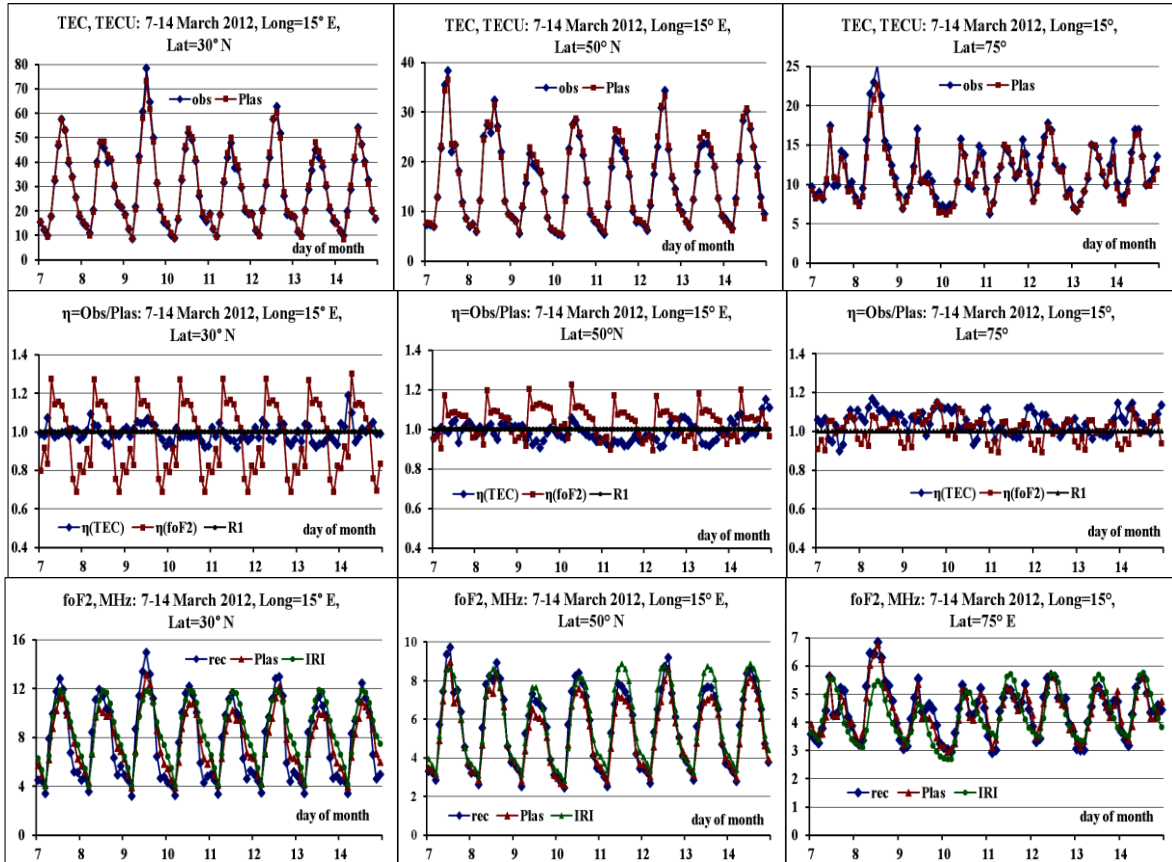 TEC, TECU: 7-14 March 2012, Long=15° E,
Lat=30° N
80
70
60
50
40
30
20
10
0
obs Plas
day of month
7 8 9 10 11 12 13 14
TEC, TECU: 7-14 March 2012, Long=15° E,
Lat=50° N
40
30
20
10
0
obs Plas
day of month
7 8 9 10 11 12 13 14
TEC, TECU: 7-14 March 2012, Long=15°,
Lat=75°
25
20
15
10
5
0
obs Plas
day of month
7 8 9 10 11 12 13 14
η=Obs/Plas: 7-14 March 2012, Long=15° E,
Lat=30° N
1.4
1.2
1.0
0.8
0.6
0.4
η(TEC) η(foF2) R1
day of month
7 8 9 10 11 12 13 14
η=Obs/Plas: 7-14 March 2012, Long=15° E,
Lat=50°N
1.4
1.2
1.0
0.8
0.6
0.4
η(TEC) η(foF2) R1
day of month
7 8 9 10 11 12 13 14
η=Obs/Plas: 7-14 March 2012, Long=15°,
Lat=75°
1.4
1.2
1.0
0.8
0.6
0.4
η(TEC) η(foF2) R1
day of month
7 8 9 10 11 12 13 14
foF2, MHz: 7-14 March 2012, Long=15° E,
Lat=30° N
16
12
8
4
0
rec Plas IRI
day of month
7 8 9 10 11 12 13 14
foF2, MHz: 7-14 March 2012, Long=15° E,
Lat=50° N
10
8
6
4
2
0
rec Plas IRI
day of month
7 8 9 10 11 12 13 14
foF2, MHz: 7-14 March 2012, Long=15°,
Lat=75° E
7
6
5
4
3
2
1
0
rec Plas IRI
day of month
7 8 9 10 11 12 13 14